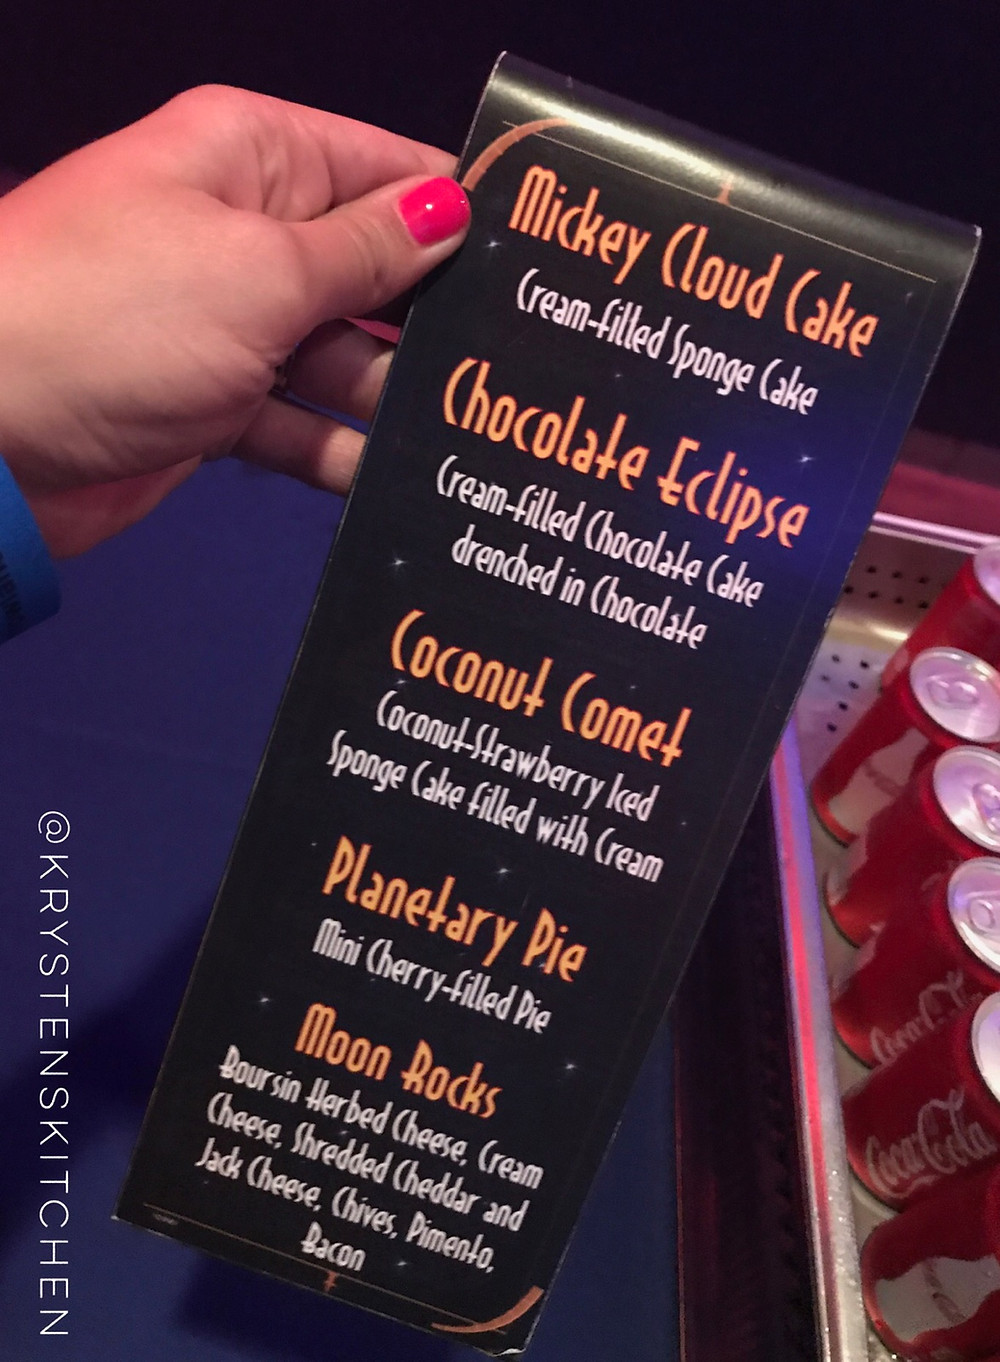 Mickey Cloud Cake
Cream-filled Sponge Cake
Chocolate Eclipse
Cream-filled Chocolate Cake
drenched in Chocolate
Coconut Comet
Coconut-Strawberry Iced
Sponge Cake filled with Cream
Planetary Pie
Mini Cherry-filled Pie
Moon Rocks
Boursin Herbed Cheese, Cream
Cheese, Shredded Cheddar and
Jack Cheese, Chives, Pimento,
Bacon
@KRYSTENSKITCHEN
Coca-Cola
Coca-Cola